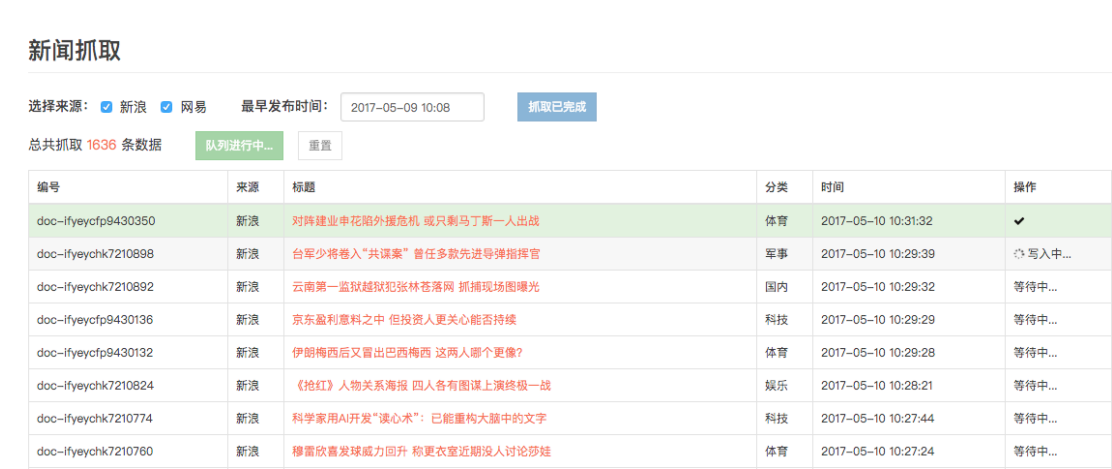 新闻抓取
选择来源： 新浪 网易 最早发布时间： 2017-05-09 10:08 抓取已完成
总共抓取 1636 条数据 队列进行中... 重置
编号 来源 标题 分类 时间 操作
doc-ifyeycfp9430350 新浪 对阵建业申花陷外援危机 或只剩马丁斯一人出战 体育 2017-05-10 10:31:32
doc-ifyeychk7210898 新浪 台军少将卷入“共谍案” 曾任多款先进导弹指挥官 军事 2017-05-10 10:29:39 写入中...
doc-ifyeychk7210892 新浪 云南第一监狱越狱犯张林苍落网 抓捕现场图曝光 国内 2017-05-10 10:29:32 等待中...
doc-ifyeycfp9430136 新浪 京东盈利意料之中 但投资人更关心能否持续 科技 2017-05-10 10:29:29 等待中...
doc-ifyeycfp9430132 新浪 伊朗梅西后又冒出巴西梅西 这两人哪个更像? 体育 2017-05-10 10:29:28 等待中...
doc-ifyeychk7210824 新浪 《抢红》人物关系海报 四人各有图谋上演终极一战 娱乐 2017-05-10 10:28:21 等待中...
doc-ifyeychk7210774 新浪 科学家用AI开发“读心术”：已能重构大脑中的文字 科技 2017-05-10 10:27:44 等待中...
doc-ifyeychk7210760 新浪 穆雷欣喜发球威力回升 称更衣室近期没人讨论莎娃 体育 2017-05-10 10:27:24 等待中...